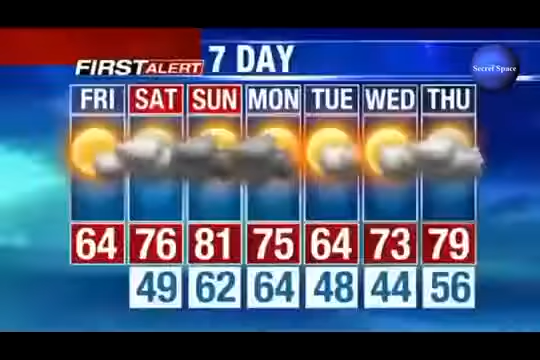 FIRST ALERT 7 DAY
Secret Space
FRI SAT SUN MON TUE WED THU
64 76 81 75 64 73 79
49 62 64 48 44 56